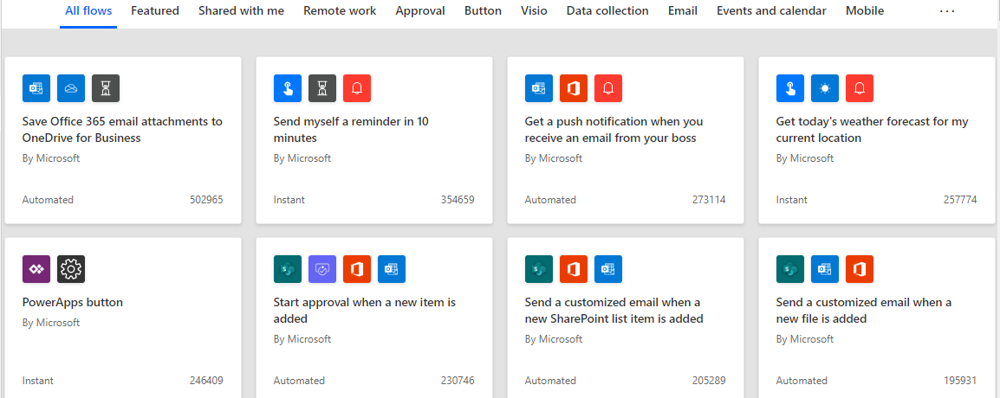 All flows Featured Shared with me Remote work Approval Button Visio Data collection Email Events and calendar Mobile ...
Save Office 365 email attachments to
OneDrive for Business
By Microsoft
Automated 502965
Send myself a reminder in 10
minutes
By Microsoft
Instant 354659
Get a push notification when you
receive an email from your boss
By Microsoft
Automated 273114
Get today's weather forecast for my
current location
By Microsoft
Instant 257774
PowerApps button
By Microsoft
Instant 246409
Start approval when a new item is
added
By Microsoft
Automated 230746
Send a customized email when a
new SharePoint list item is added
By Microsoft
Automated 205289
Send a customized email when a
new file is added
By Microsoft
Automated 195931